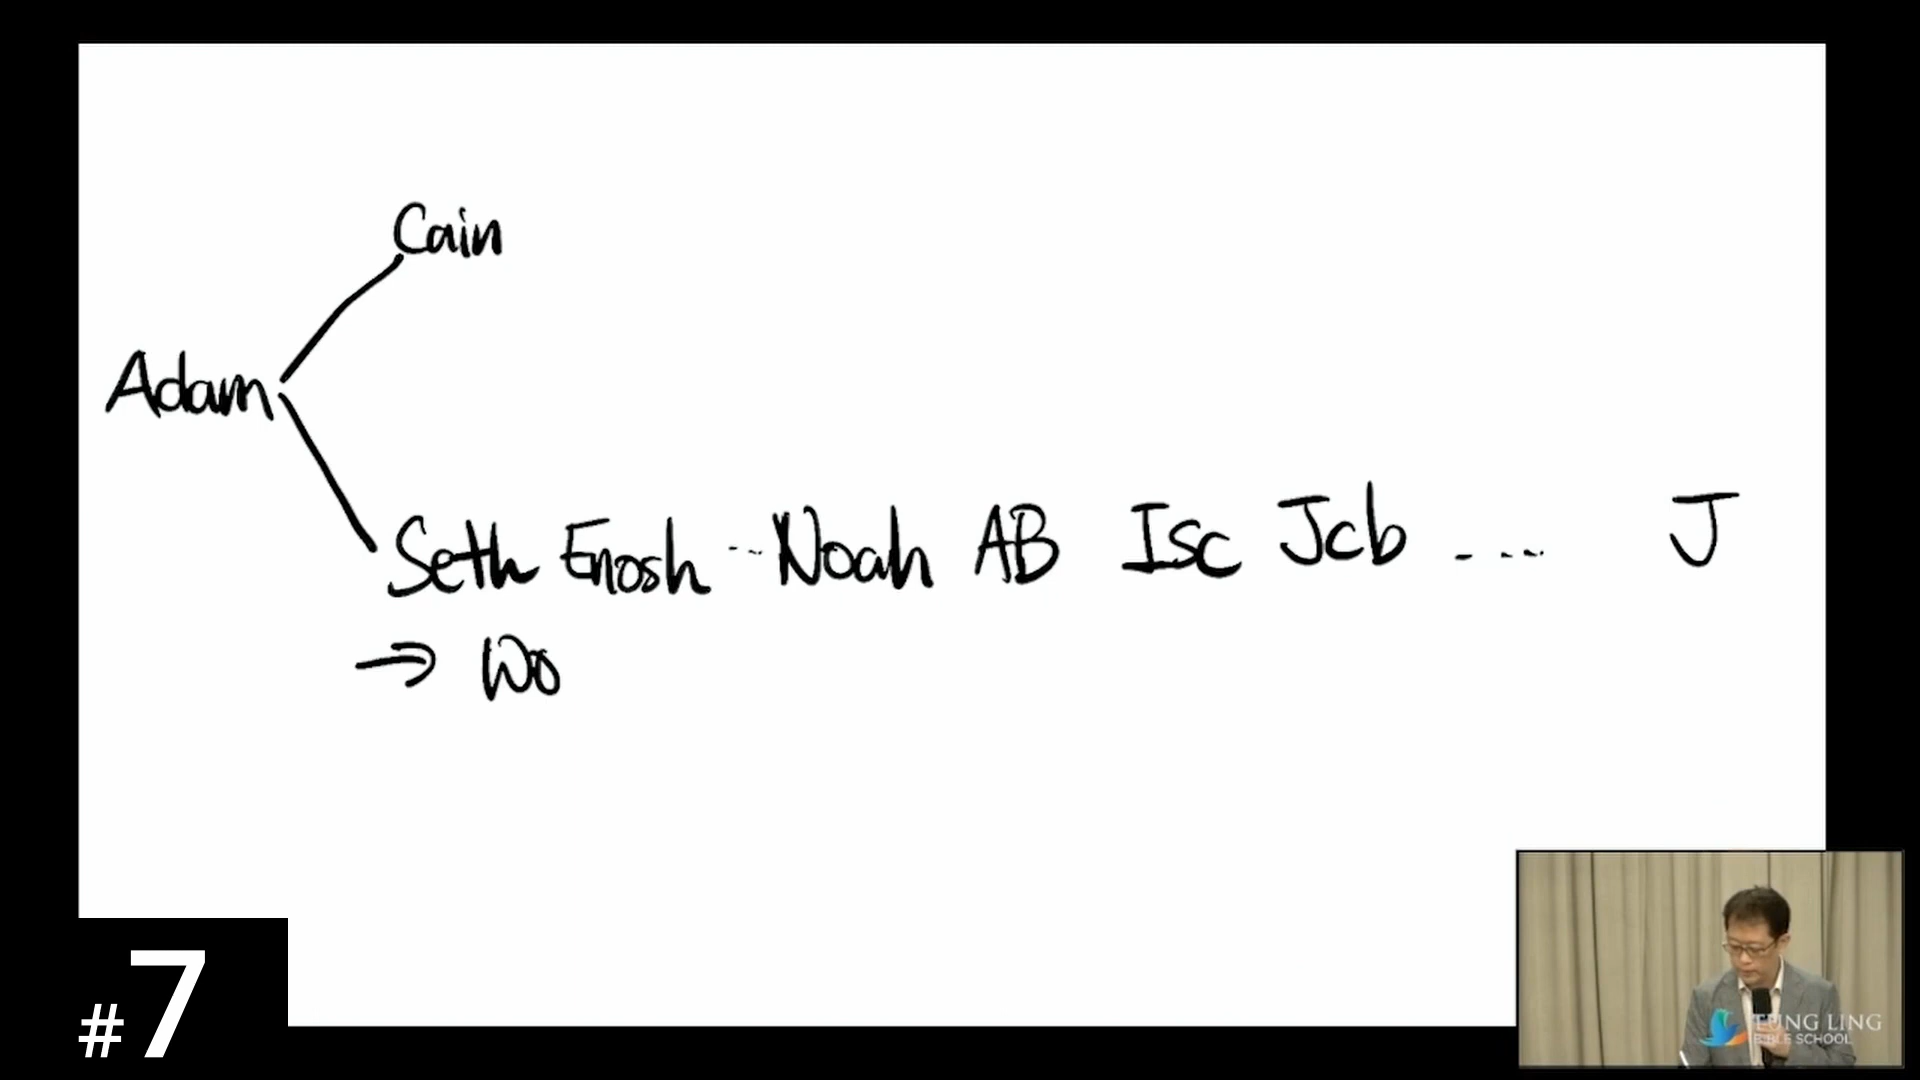 Cain
Adam
Seth Enosh ... Noah AB Isc Jcb .... J
→ Wo
#7
TUNG LING
BIBLE SCHOOL